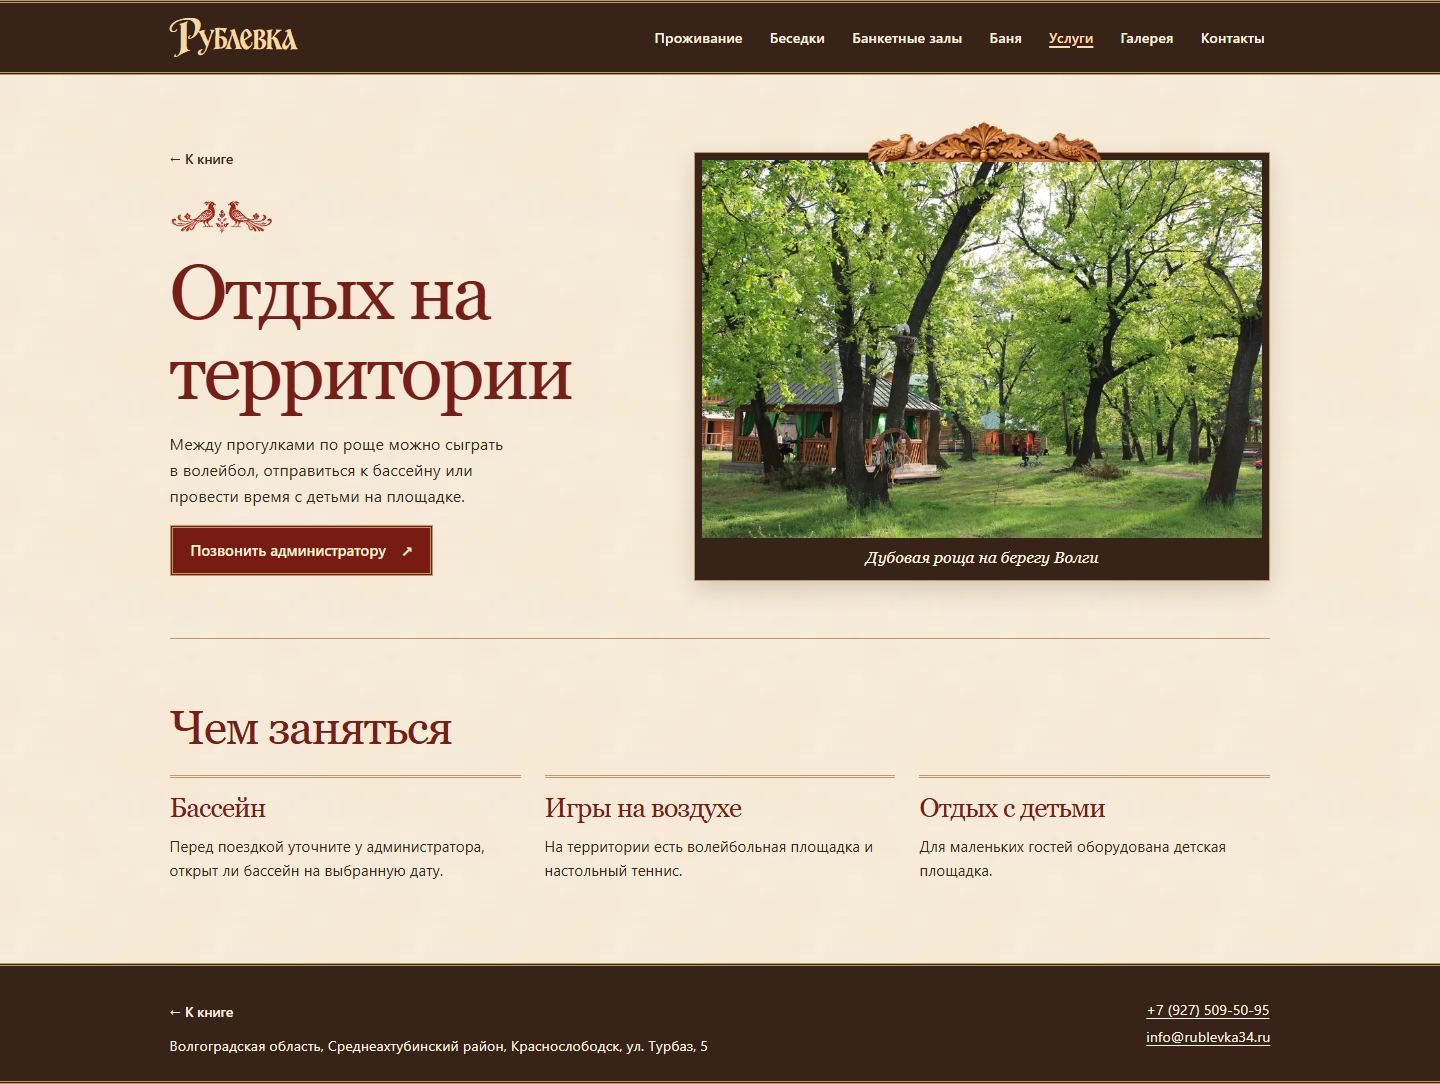 Рублевка
Проживание Беседки Банкетные залы Баня Услуги Галерея Контакты
← К книге
Отдых на
территории
Между прогулками по роще можно сыграть
в волейбол, отправиться к бассейну или
провести время с детьми на площадке.
Позвонить администратору ↗
Дубовая роща на берегу Волги
Чем заняться
Бассейн
Перед поездкой уточните у администратора,
открыт ли бассейн на выбранную дату.
Игры на воздухе
На территории есть волейбольная площадка и
настольный теннис.
Отдых с детьми
Для маленьких гостей оборудована детская
площадка.
← К книге
Волгоградская область, Среднеахтубинский район, Краснослободск, ул. Турбаз, 5
+7 (927) 509-50-95
info@rublevka34.ru